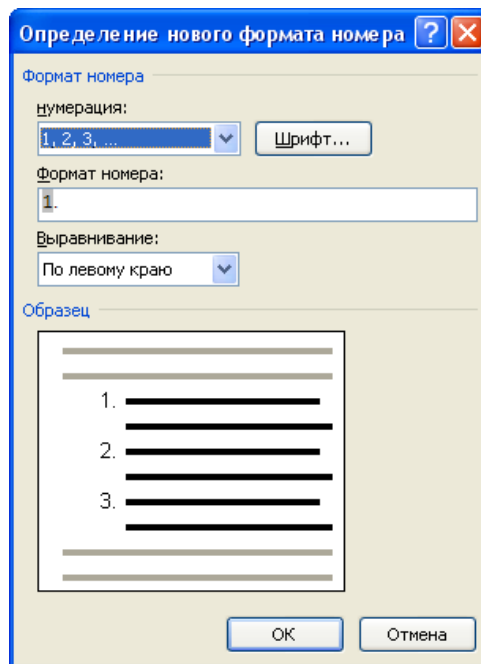 Определение нового формата номера
Формат номера
нумерация:
1, 2, 3, ...
Шрифт...
Формат номера:
1.
Выравнивание:
По левому краю
Образец
1.
2.
3.
ОК
Отмена